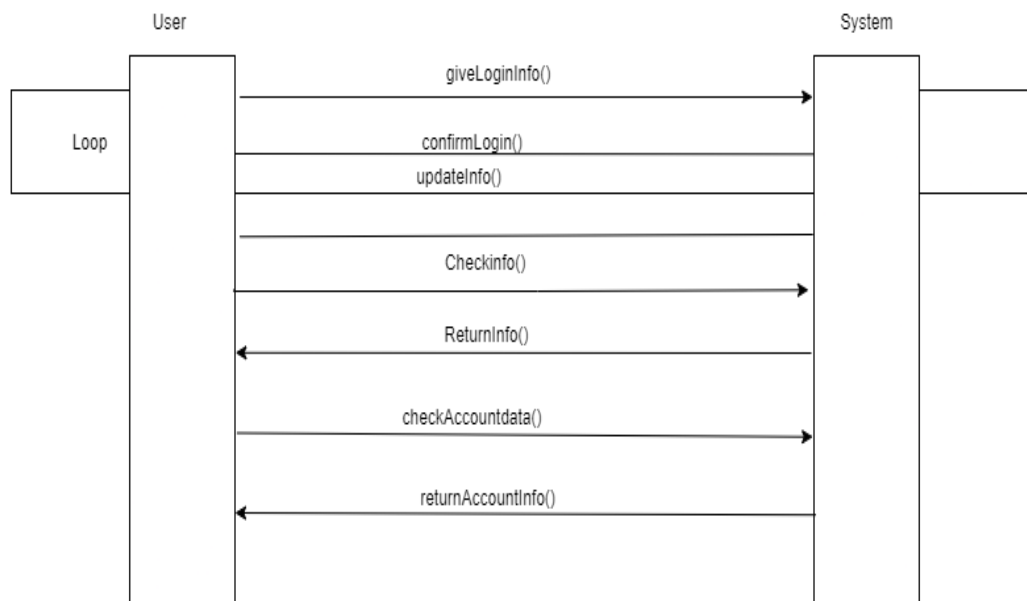 User
System
giveLoginInfo()
Loop
confirmLogin()
updateInfo()
Checkinfo()
ReturnInfo()
checkAccountdata()
returnAccountInfo()